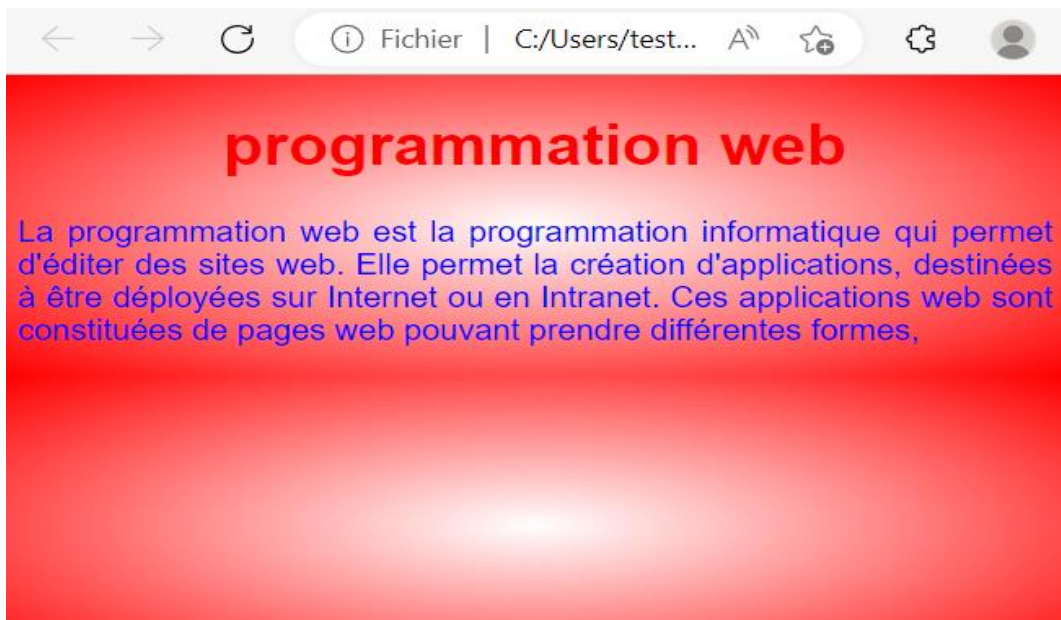 Fichier | C:/Users/test... A
programmation web
La programmation web est la programmation informatique qui permet
d'éditer des sites web. Elle permet la création d'applications, destinées
à être déployées sur Internet ou en Intranet. Ces applications web sont
constituées de pages web pouvant prendre différentes formes,